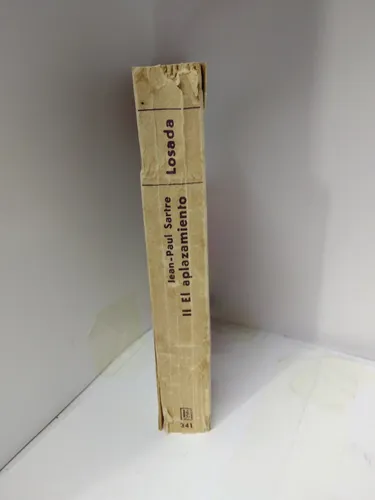 Losada
Jean-Paul Sartre
II El aplazamiento
341